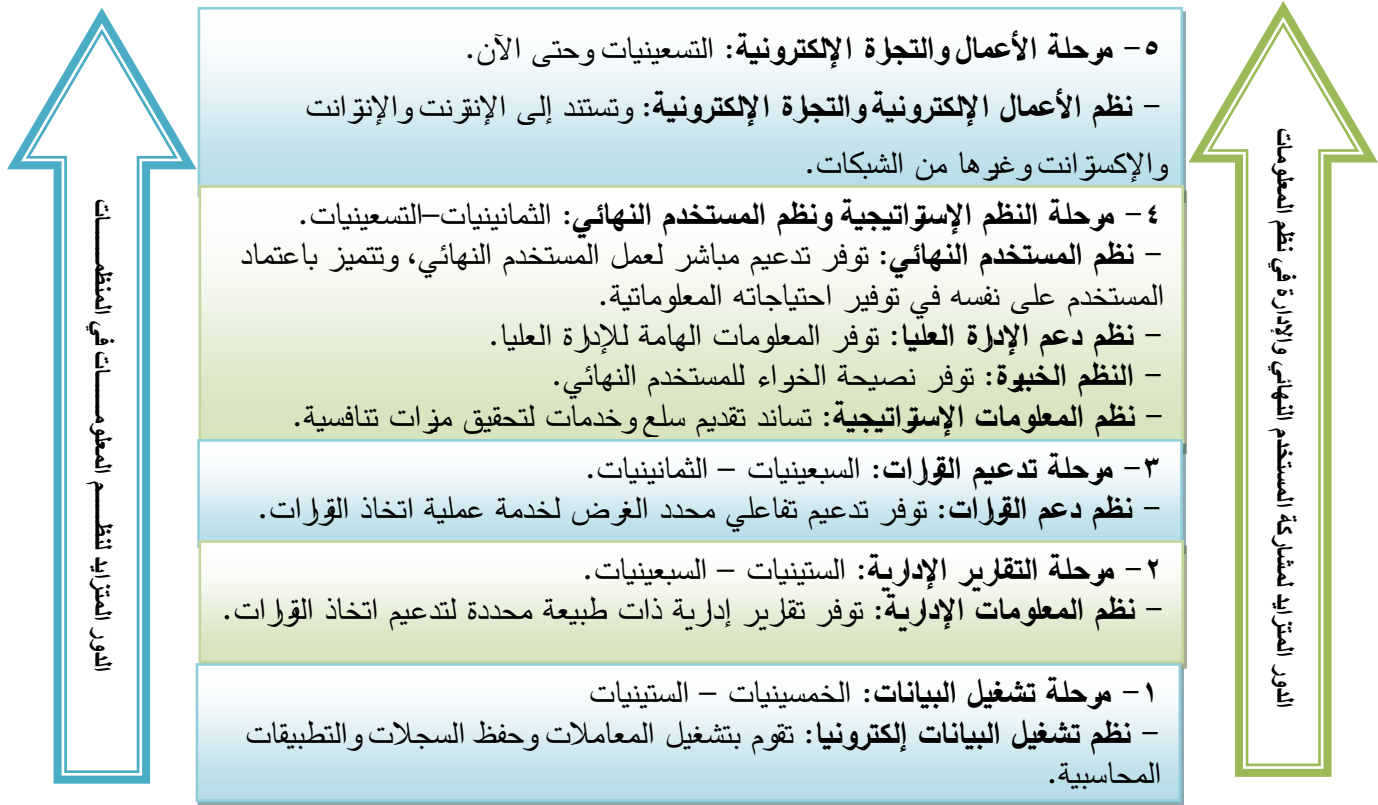 ٥- مرحلة الأعمال والتجارة الإلكترونية: التسعينيات وحتى الآن.
- نظم الأعمال الإلكترونية والتجارة الإلكترونية: وتستند إلى الإنترنت والإنترانت
والإكسترانت وغيرها من الشبكات.
٤- مرحلة النظم الإستراتيجية ونظم المستخدم النهائي: الثمانينيات–التسعينيات.
- نظم المستخدم النهائي: توفر تدعيم مباشر لعمل المستخدم النهائي، وتتميز باعتماد
المستخدم على نفسه في توفير احتياجاته المعلوماتية.
- نظم دعم الإدارة العليا: توفر المعلومات الهامة للإدارة العليا.
- النظم الخبيرة: توفر نصيحة الخبراء للمستخدم النهائي.
- نظم المعلومات الإستراتيجية: تساند تقديم سلع وخدمات لتحقيق ميزات تنافسية.
٣- مرحلة تدعيم القرارات: السبعينيات – الثمانينيات.
- نظم دعم القرارات: توفر تدعيم تفاعلي محدد الغرض لخدمة عملية اتخاذ القرارات.
٢- مرحلة التقارير الإدارية: الستينيات – السبعينيات.
- نظم المعلومات الإدارية: توفر تقارير إدارية ذات طبيعة محددة لتدعيم اتخاذ القرارات.
١- مرحلة تشغيل البيانات: الخمسينيات – الستينيات
- نظم تشغيل البيانات إلكترونيا: تقوم بتشغيل المعاملات وحفظ السجلات والتطبيقات
المحاسبية.
الدور المتزايد لمشاركة المستخدم النهائي والإدارة في نظم المعلومات
الدور المتزايد لنظـــم المعلومـــات في المنظمـــات